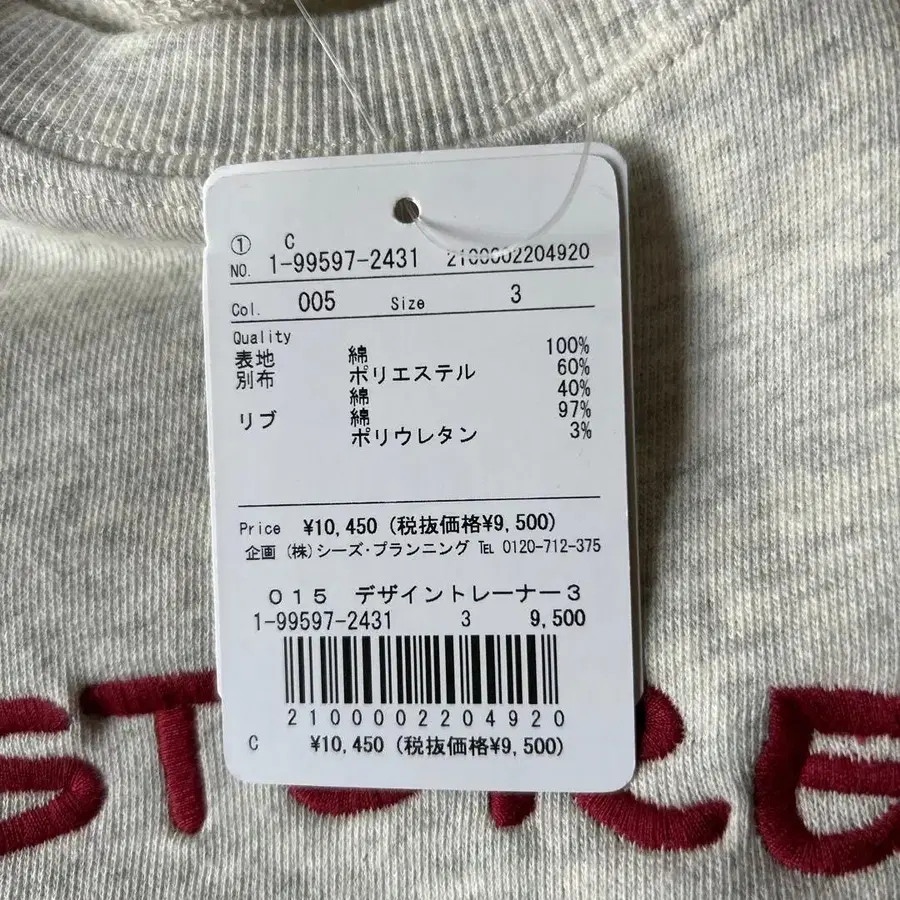 ① C
NO. 1-99597-2431 2100002204920
Col. 005 Size 3
Quality
表地 綿 100%
別布 ポリエステル 60%
綿 40%
リブ 綿 97%
ポリウレタン 3%
Price ¥10,450 (税抜価格¥9,500)
企画 (株)シーズ・プランニング TEL 0120-712-375
015 デザイントレーナー3
1-99597-2431 3 9,500
2100002204920
C ¥10,450 (税抜価格¥9,500)